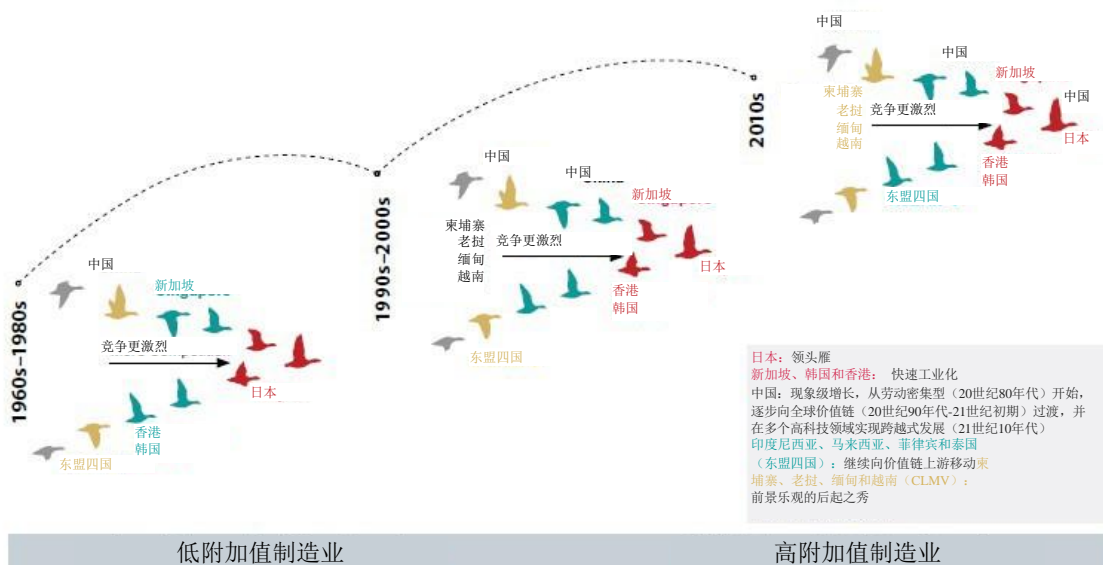 中国
中国
新加坡
中国
柬埔寨
老挝
缅甸
越南
竞争更激烈
日本
香港
韩国
东盟四国
2010s
中国
中国
新加坡
柬埔寨
老挝
缅甸
越南
竞争更激烈
日本
香港
韩国
东盟四国
1990s–2000s
中国
新加坡
竞争更激烈
日本
香港
韩国
东盟四国
1960s–1980s
日本：领头雁
新加坡、韩国和香港： 快速工业化
中国：现象级增长，从劳动密集型（20世纪80年代）开始，
逐步向全球价值链（20世纪90年代-21世纪初期）过渡，并
在多个高科技领域实现跨越式发展（21世纪10年代）
印度尼西亚、马来西亚、菲律宾和泰国
（东盟四国）：继续向价值链上游移动柬
埔寨、老挝、缅甸和越南（CLMV）：
前景乐观的后起之秀
低附加值制造业
高附加值制造业